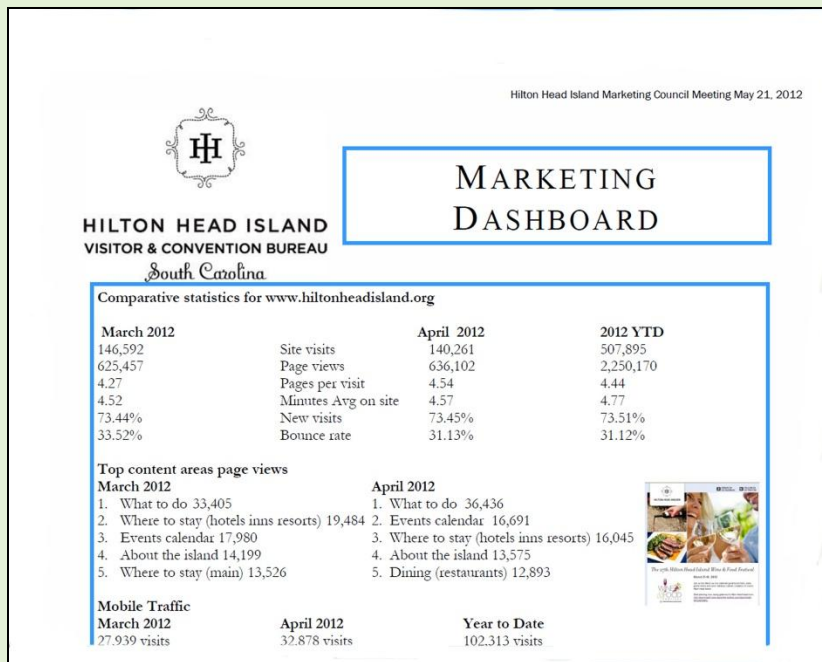 Hilton Head Island Marketing Council Meeting May 21, 2012
HILTON HEAD ISLAND
VISITOR & CONVENTION BUREAU
South Carolina
MARKETING
DASHBOARD
Comparative statistics for www.hiltonheadisland.org
March 2012 April 2012 2012 YTD
146,592 Site visits 140,261 507,895
625,457 Page views 636,102 2,250,170
4.27 Pages per visit 4.54 4.44
4.52 Minutes Avg on site 4.57 4.77
73.44% New visits 73.45% 73.51%
33.52% Bounce rate 31.13% 31.12%
Top content areas page views
March 2012 April 2012
1. What to do 33,405 1. What to do 36,436
2. Where to stay (hotels inns resorts) 19,484 2. Events calendar 16,691
3. Events calendar 17,980 3. Where to stay (hotels inns resorts) 16,045
4. About the island 14,199 4. About the island 13,575
5. Where to stay (main) 13,526 5. Dining (restaurants) 12,893
The 27th Hilton Head Island Wine & Food Festival
Mobile Traffic
March 2012 April 2012 Year to Date
27,939 visits 32,878 visits 102,313 visits